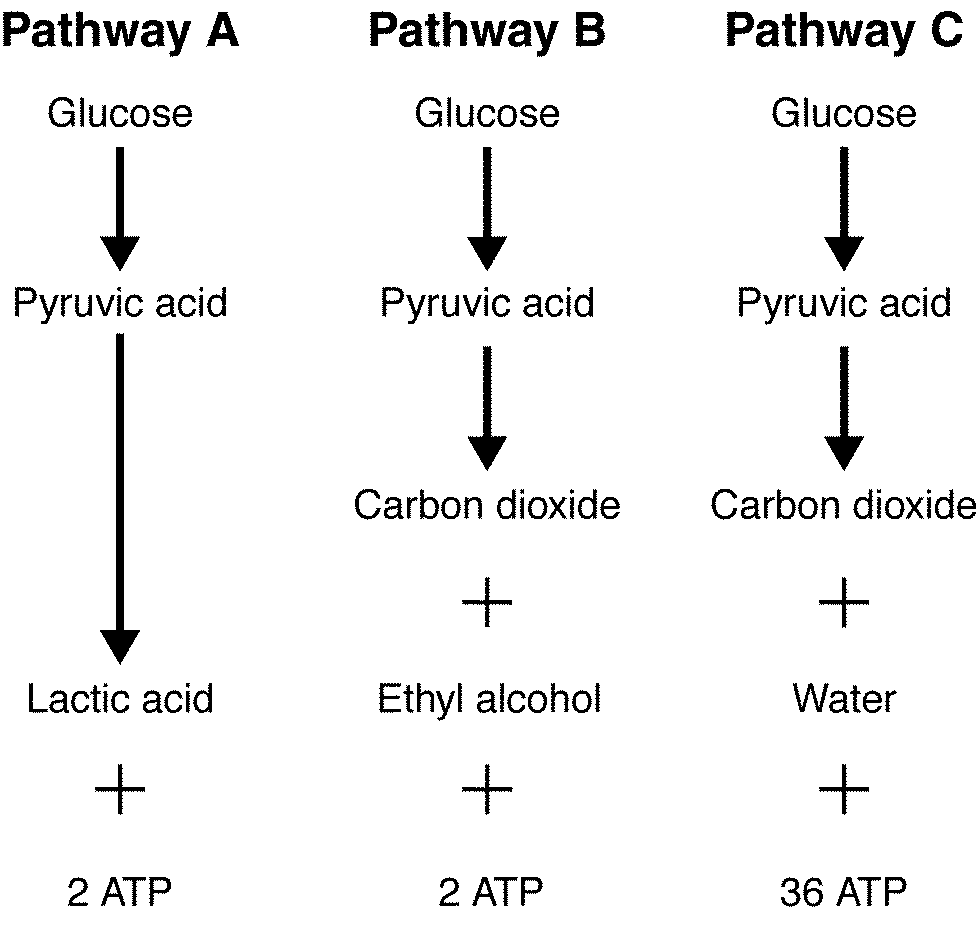 Pathway A
Glucose
Pyruvic acid
Lactic acid
+
2 ATP
Pathway B
Glucose
Pyruvic acid
Carbon dioxide
+
Ethyl alcohol
+
2 ATP
Pathway C
Glucose
Pyruvic acid
Carbon dioxide
+
Water
+
36 ATP